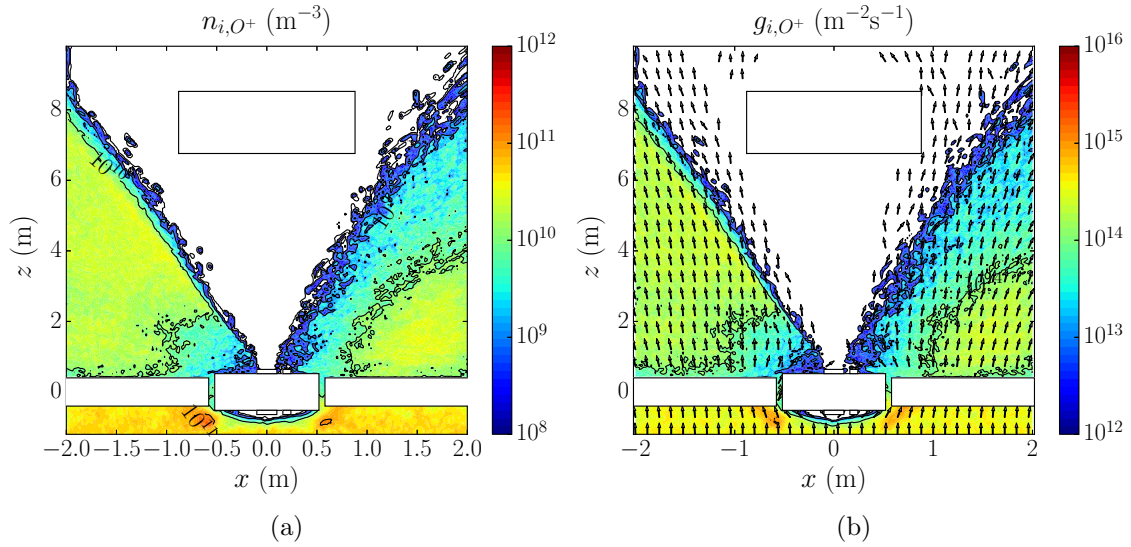 n_{i,O^+} (m^{-3})
g_{i,O^+} (m^{-2}s^{-1})
10^{12}
10^{11}
10^{10}
10^9
10^8
10^{16}
10^{15}
10^{14}
10^{13}
10^{12}
8
6
4
2
0
z (m)
8
6
4
2
0
z (m)
10^{10}
−2.0 −1.5 −1.0 −0.5 0.0 0.5 1.0 1.5 2.0
x (m)
−2 −1 0 1 2
x (m)
(a)
(b)